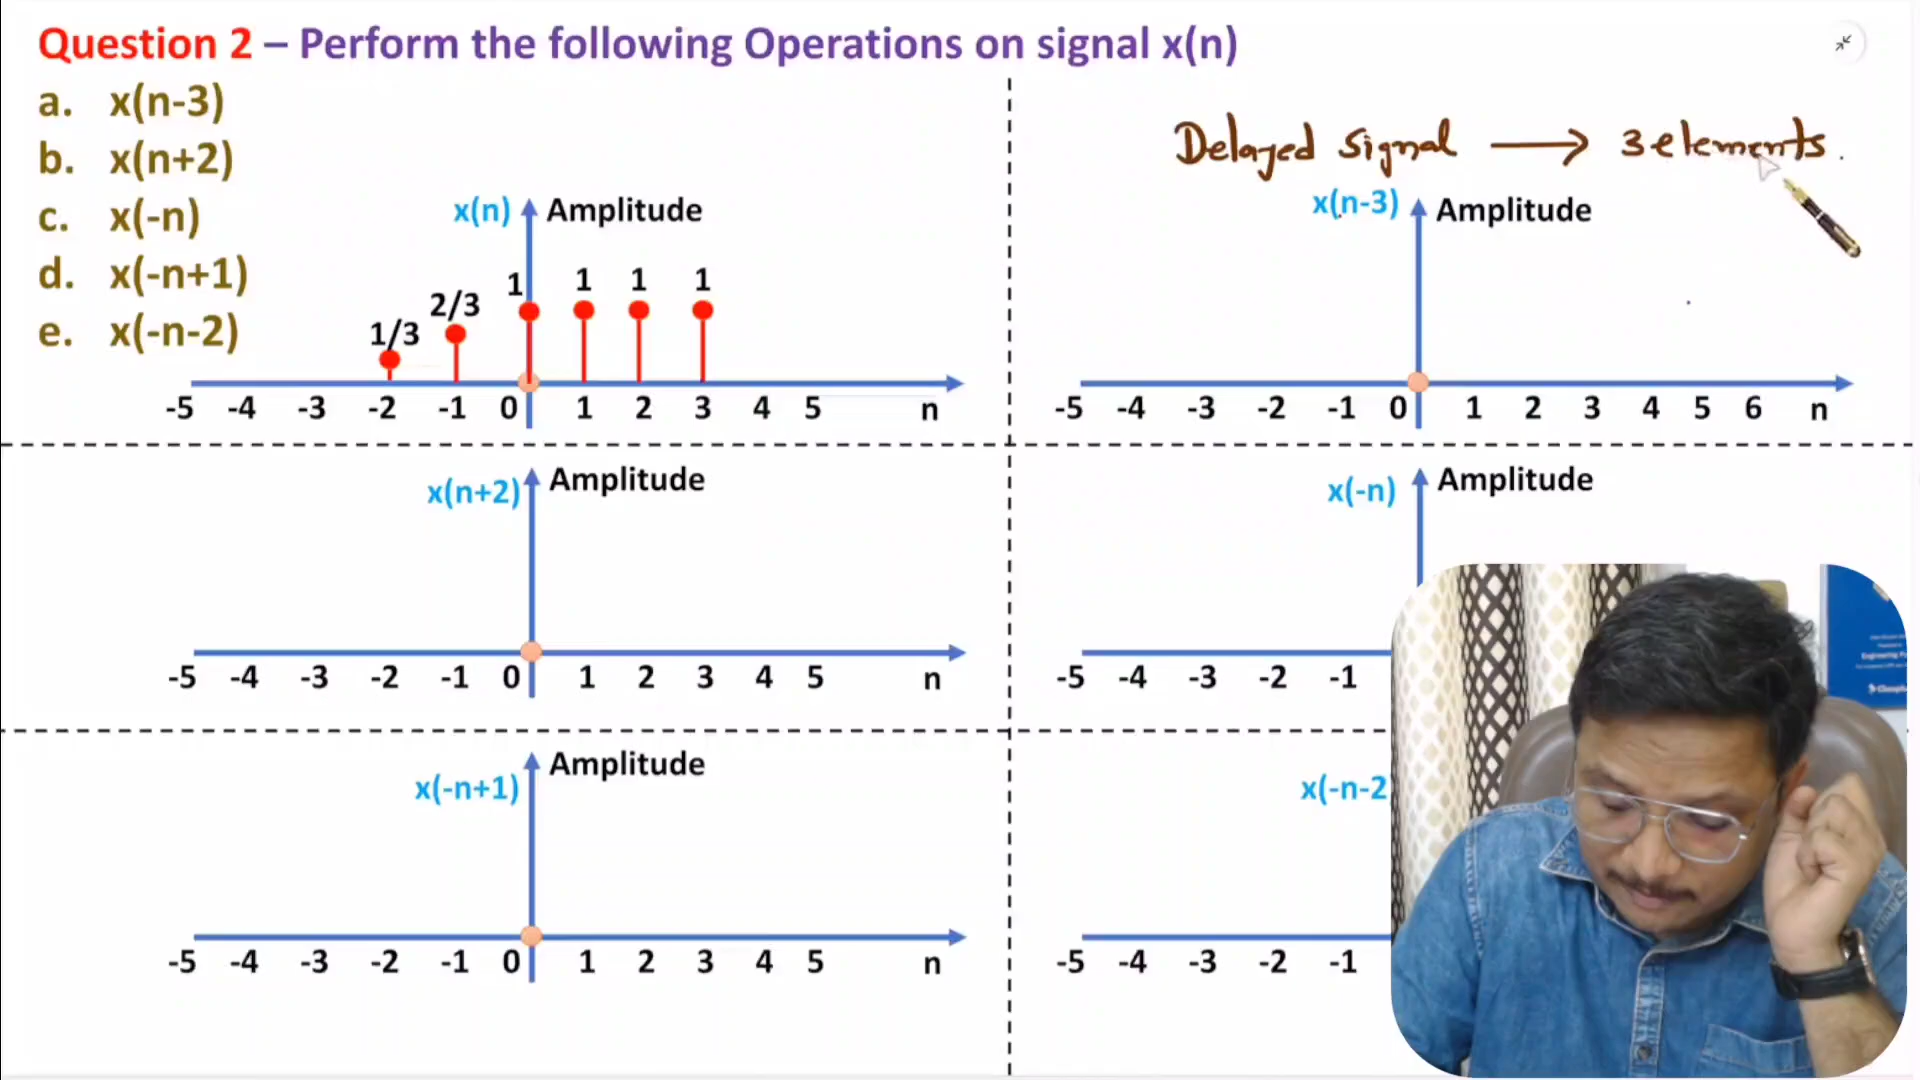 Question 2 – Perform the following Operations on signal x(n)
a. x(n-3)
b. x(n+2)
c. x(-n)
d. x(-n+1)
e. x(-n-2)
x(n) Amplitude
1/3 2/3 1 1 1 1
-5 -4 -3 -2 -1 0 1 2 3 4 5 n
Delayed signal → 3 elements.
x(n-3) Amplitude
-5 -4 -3 -2 -1 0 1 2 3 4 5 6 n
x(n+2) Amplitude
-5 -4 -3 -2 -1 0 1 2 3 4 5 n
x(-n) Amplitude
-5 -4 -3 -2 -1
x(-n+1) Amplitude
-5 -4 -3 -2 -1 0 1 2 3 4 5 n
x(-n-2
-5 -4 -3 -2 -1